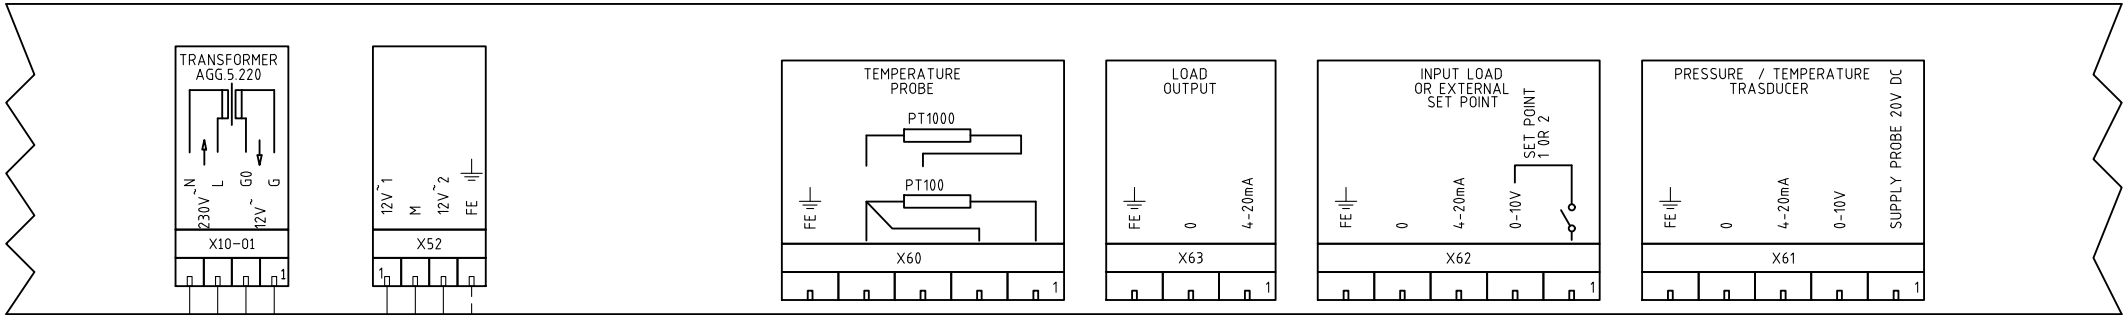 TRANSFORMER
AGG.5.220
N
230V~
L
G0
12V~
G
X10-01
1
12V~1
M
12V~2
FE
X52
1
TEMPERATURE
PROBE
PT1000
PT100
FE
X60
1
LOAD
OUTPUT
FE
0
4-20mA
X63
1
INPUT LOAD
OR EXTERNAL
SET POINT
SET POINT
1 OR 2
FE
0
4-20mA
0-10V
X62
1
PRESSURE / TEMPERATURE
TRASDUCER
FE
0
4-20mA
0-10V
SUPPLY PROBE 20V DC
X61
1